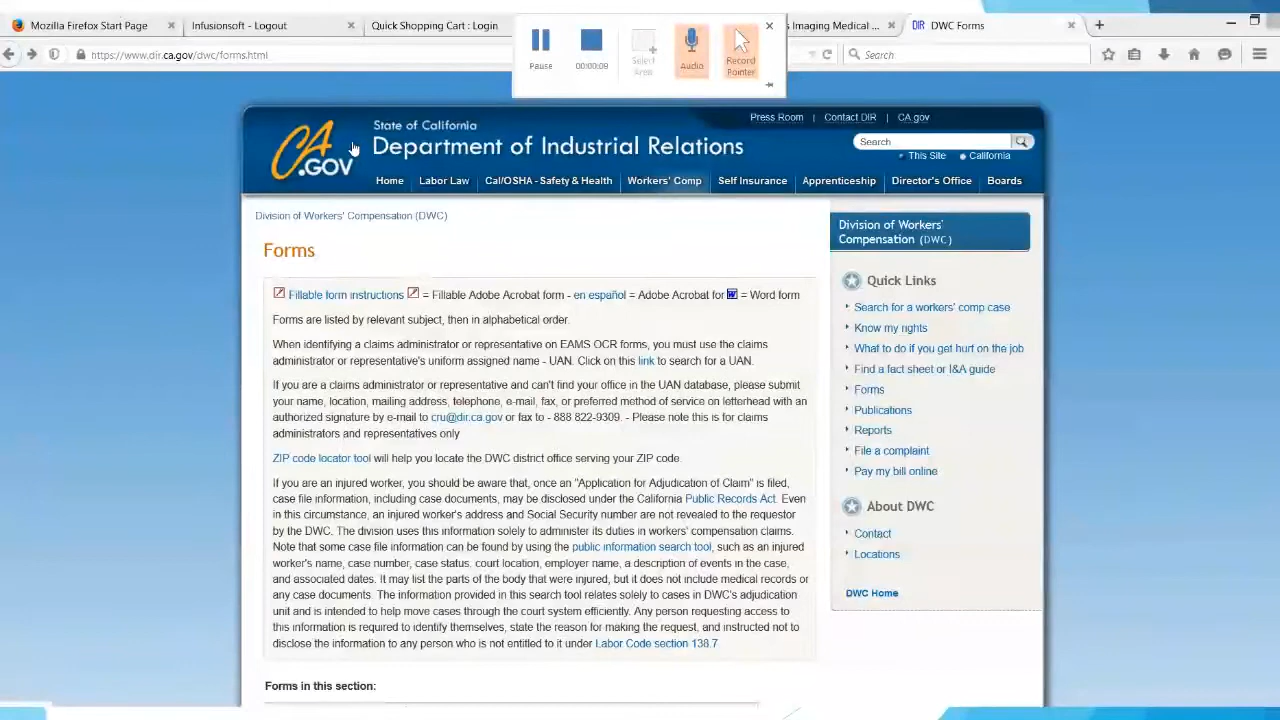 Mozilla Firefox Start Page
Infusionsoft - Logout
Quick Shopping Cart : Login
s Imaging Medical ...
DIR DWC Forms
https://www.dir.ca.gov/dwc/forms.html
Search
Pause
00:00:09
Select Area
Audio
Record Pointer
Press Room | Contact DIR | CA.gov
CA .GOV
State of California
Department of Industrial Relations
Search
This Site California
Home Labor Law Cal/OSHA - Safety & Health Workers' Comp Self Insurance Apprenticeship Director's Office Boards
Division of Workers' Compensation (DWC)
Forms
Fillable form instructions = Fillable Adobe Acrobat form - en español = Adobe Acrobat for = Word form
Forms are listed by relevant subject, then in alphabetical order.
When identifying a claims administrator or representative on EAMS OCR forms, you must use the claims
administrator or representative's uniform assigned name - UAN. Click on this link to search for a UAN.
If you are a claims administrator or representative and can't find your office in the UAN database, please submit
your name, location, mailing address, telephone, e-mail, fax, or preferred method of service on letterhead with an
authorized signature by e-mail to cru@dir.ca.gov or fax to - 888 822-9309. - Please note this is for claims
administrators and representatives only
ZIP code locator tool will help you locate the DWC district office serving your ZIP code.
If you are an injured worker, you should be aware that, once an "Application for Adjudication of Claim" is filed,
case file information, including case documents, may be disclosed under the California Public Records Act. Even
in this circumstance, an injured worker's address and Social Security number are not revealed to the requestor
by the DWC. The division uses this information solely to administer its duties in workers' compensation claims.
Note that some case file information can be found by using the public information search tool, such as an injured
worker's name, case number, case status, court location, employer name, a description of events in the case,
and associated dates. It may list the parts of the body that were injured, but it does not include medical records or
any case documents. The information provided in this search tool relates solely to cases in DWC's adjudication
unit and is intended to help move cases through the court system efficiently. Any person requesting access to
this information is required to identify themselves, state the reason for making the request, and instructed not to
disclose the information to any person who is not entitled to it under Labor Code section 138.7
Forms in this section:
Division of Workers'
Compensation (DWC)
Quick Links
Search for a workers' comp case
Know my rights
What to do if you get hurt on the job
Find a fact sheet or I&A guide
Forms
Publications
Reports
File a complaint
Pay my bill online
About DWC
Contact
Locations
DWC Home